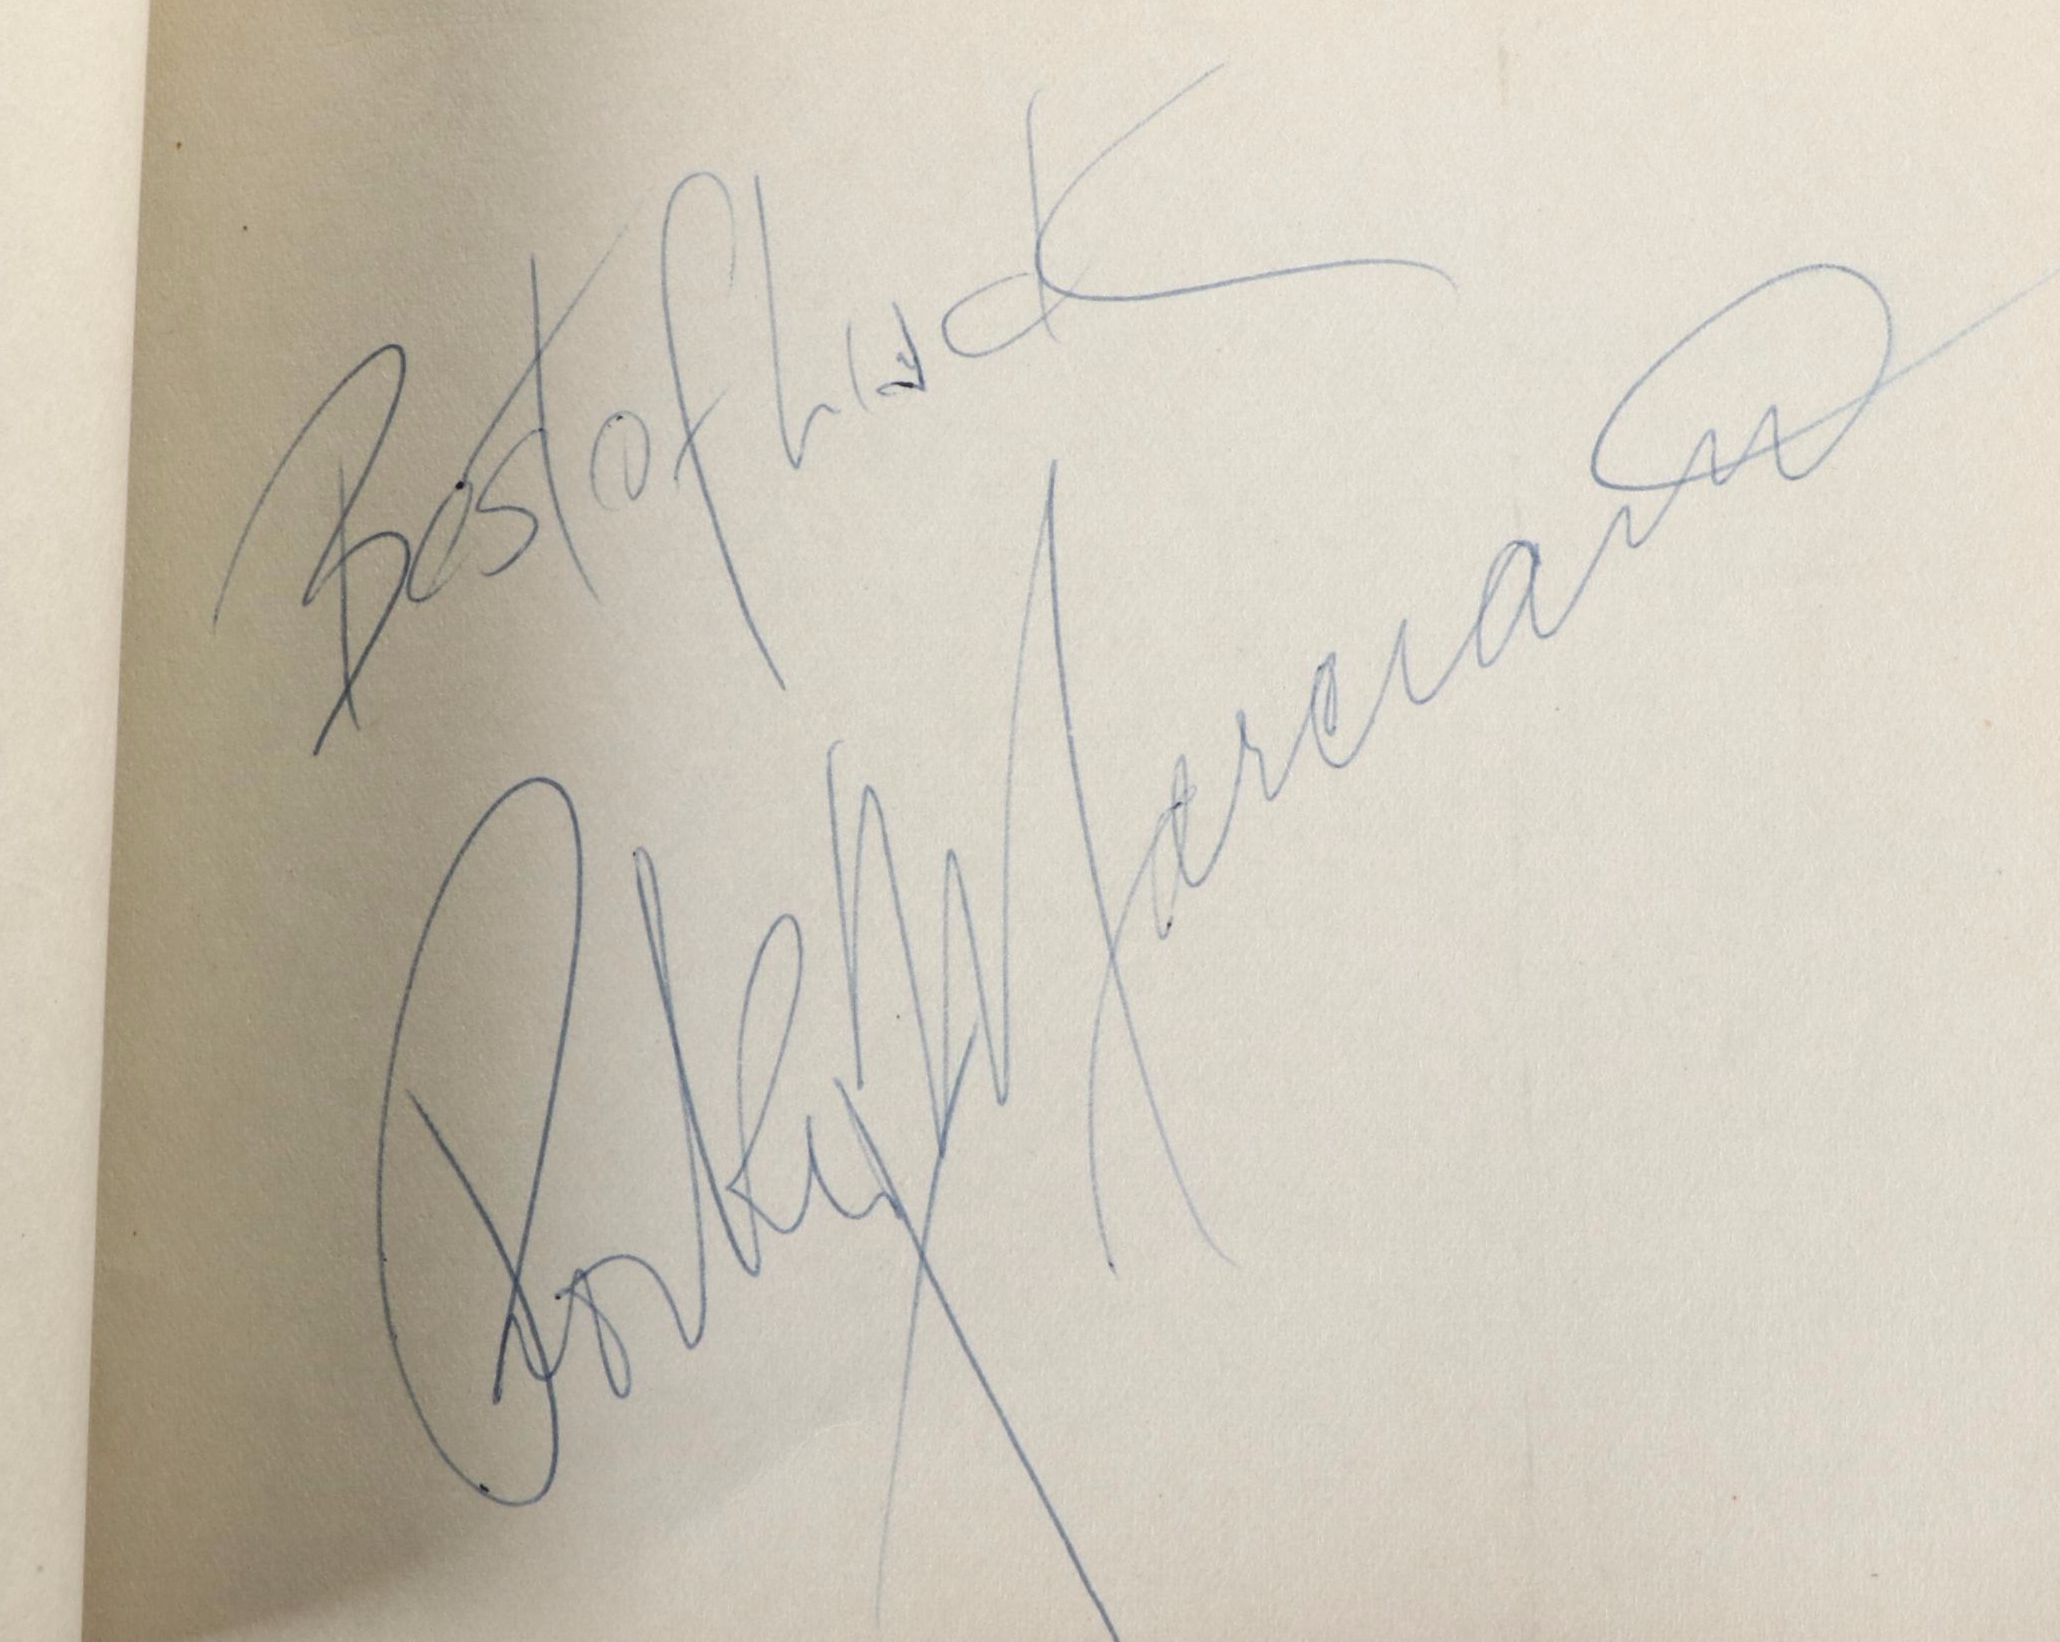 Best of Luck
Rocky Marciano